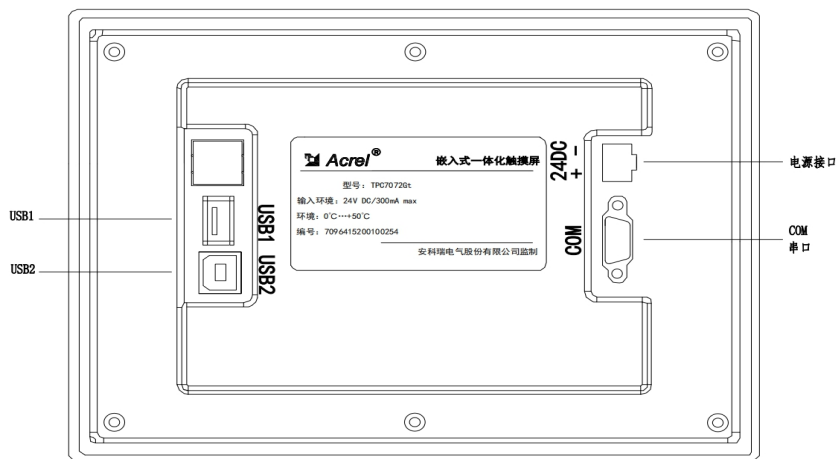 Acrel®
嵌入式一体化触摸屏
型号：TPC7072Gt
输入环境：24V DC/300mA max
环境：0℃···+50℃
编号：7096415200100254
安科瑞电气股份有限公司监制
USB1
USB2
USB1
USB2
24DC
+ -
COM
电源接口
COM
串口